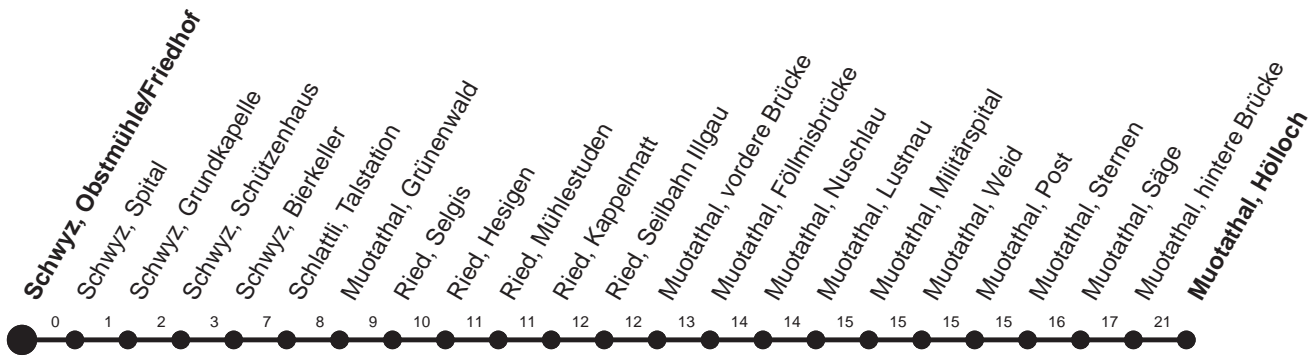 Schwyz, Obstmühle/Friedhof
Schwyz, Spital
Schwyz, Grundkapelle
Schwyz, Schützenhaus
Schwyz, Bierkeller
Schlattli, Talstation
Muotathal, Grünenwald
Ried, Selgis
Ried, Hesigen
Ried, Mühlestuden
Ried, Kappelmatt
Ried, Seilbahn Illgau
Muotathal, vordere Brücke
Muotathal, Föllmisbrücke
Muotathal, Nuschlau
Muotathal, Lustnau
Muotathal, Militärspital
Muotathal, Weid
Muotathal, Post
Muotathal, Sternen
Muotathal, Säge
Muotathal, hintere Brücke
Muotathal, Hölloch
0 1 2 3 7 8 9 10 11 11 12 12 13 14 14 15 15 15 15 16 17 21